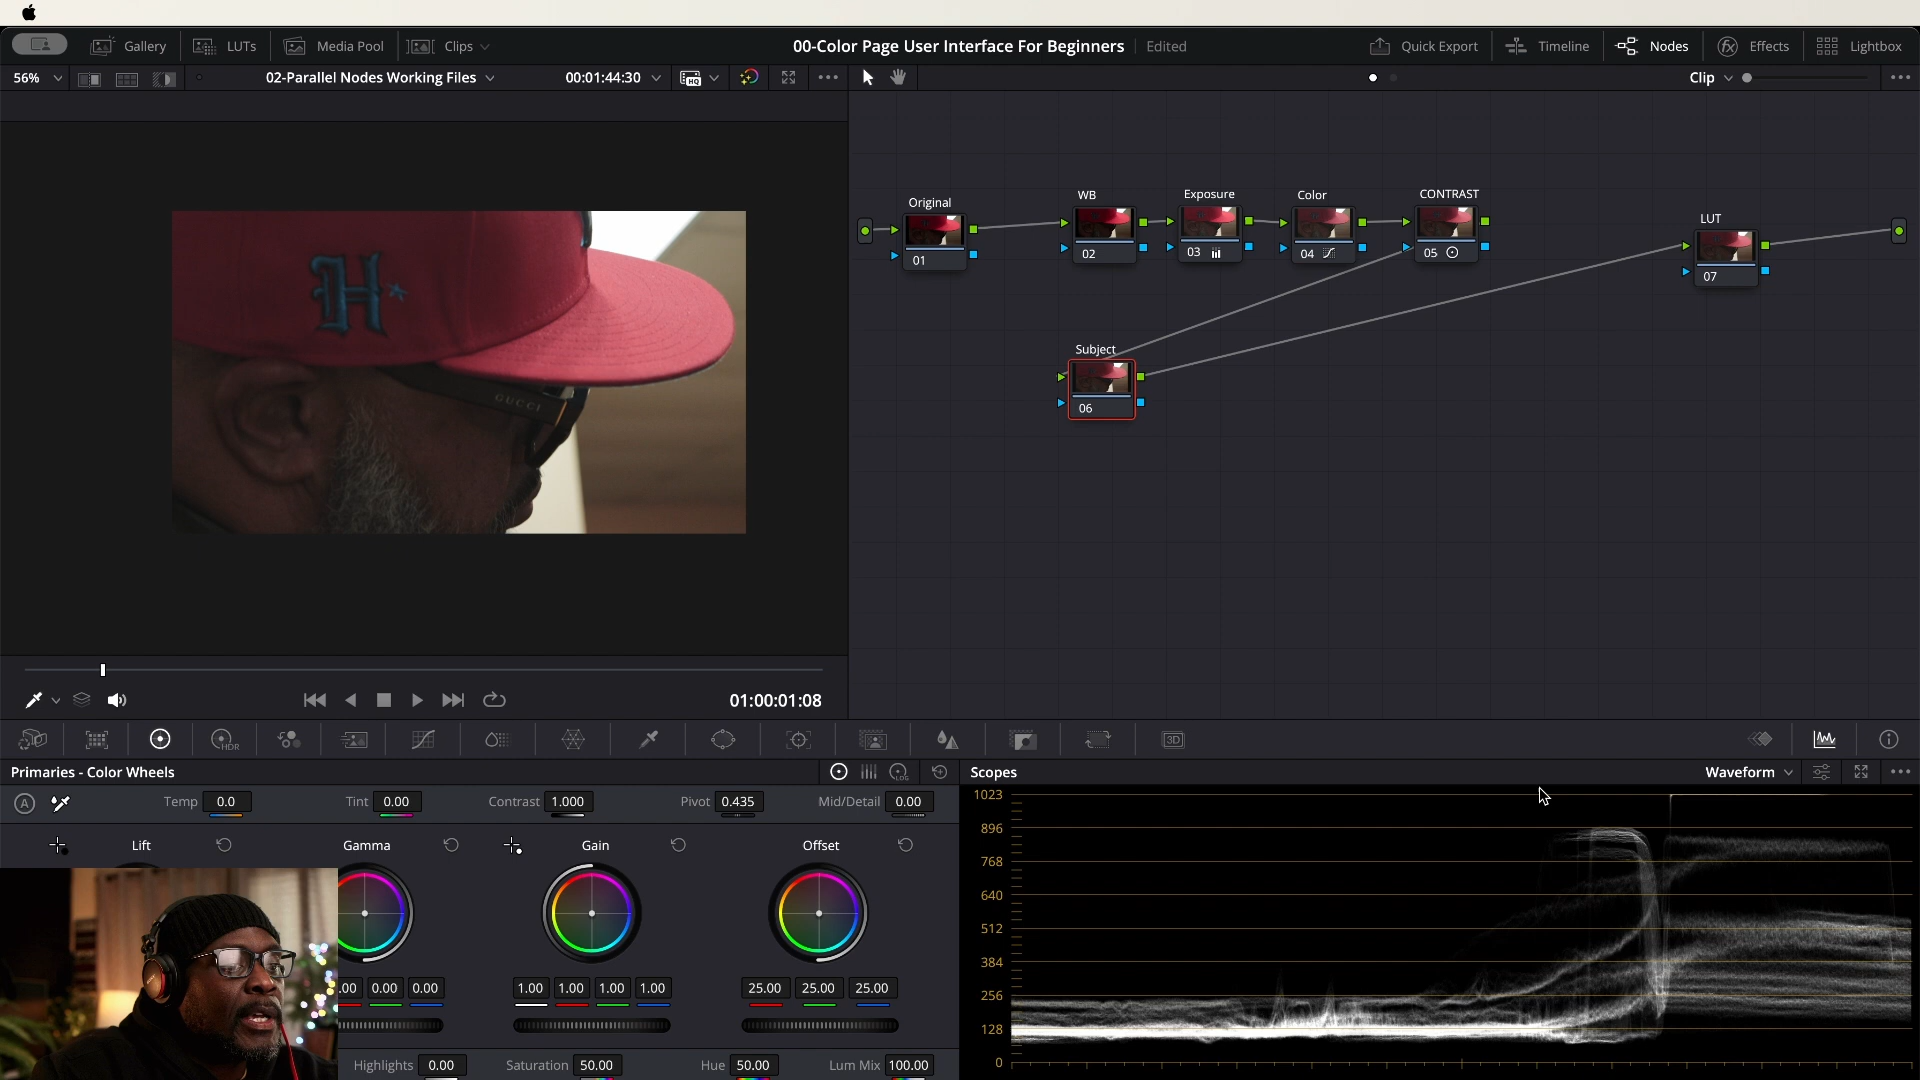 Gallery LUTs Media Pool Clips 00-Color Page User Interface For Beginners Edited Quick Export Timeline Nodes Effects Lightbox
56% 02-Parallel Nodes Working Files 00:01:44:30 HQ Clip
Original WB Exposure Color CONTRAST LUT
01 02 03 04 05 07
Subject
06
H
GUCCI
01:00:01:08
HDR 3D
Primaries - Color Wheels LOG Scopes Waveform
A Temp 0.0 Tint 0.00 Contrast 1.000 Pivot 0.435 Mid/Detail 0.00
Lift Gamma Gain Offset
.00 0.00 0.00 1.00 1.00 1.00 1.00 25.00 25.00 25.00
Highlights 0.00 Saturation 50.00 Hue 50.00 Lum Mix 100.00
1023
896
768
640
512
384
256
128
0